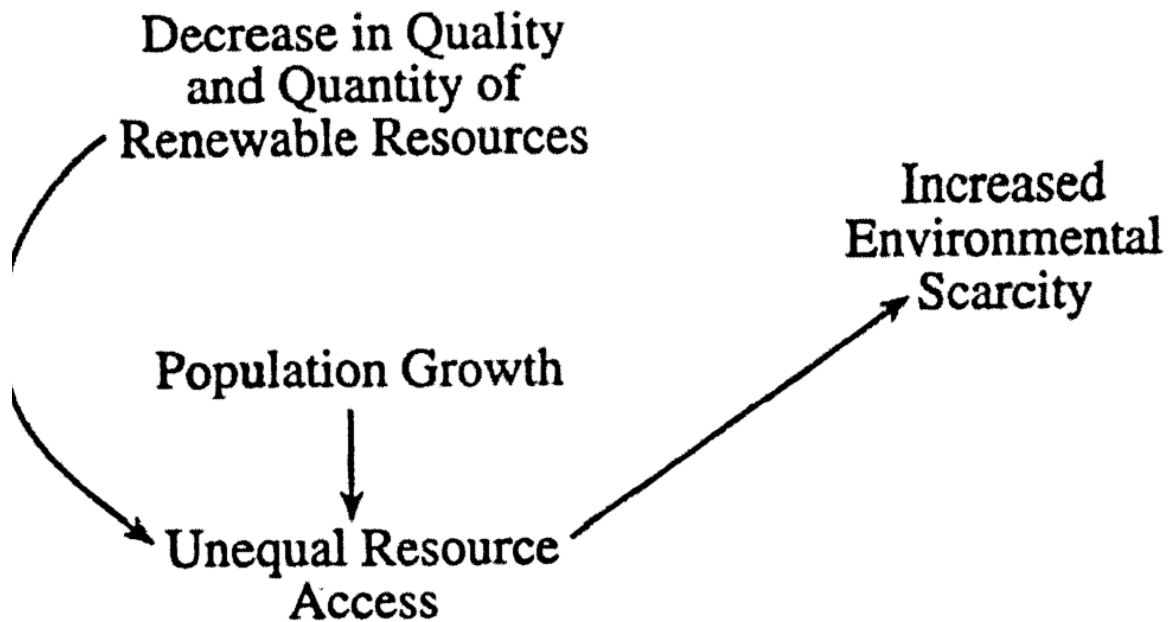 Decrease in Quality
and Quantity of
Renewable Resources
Increased
Environmental
Scarcity
Population Growth
Unequal Resource
Access